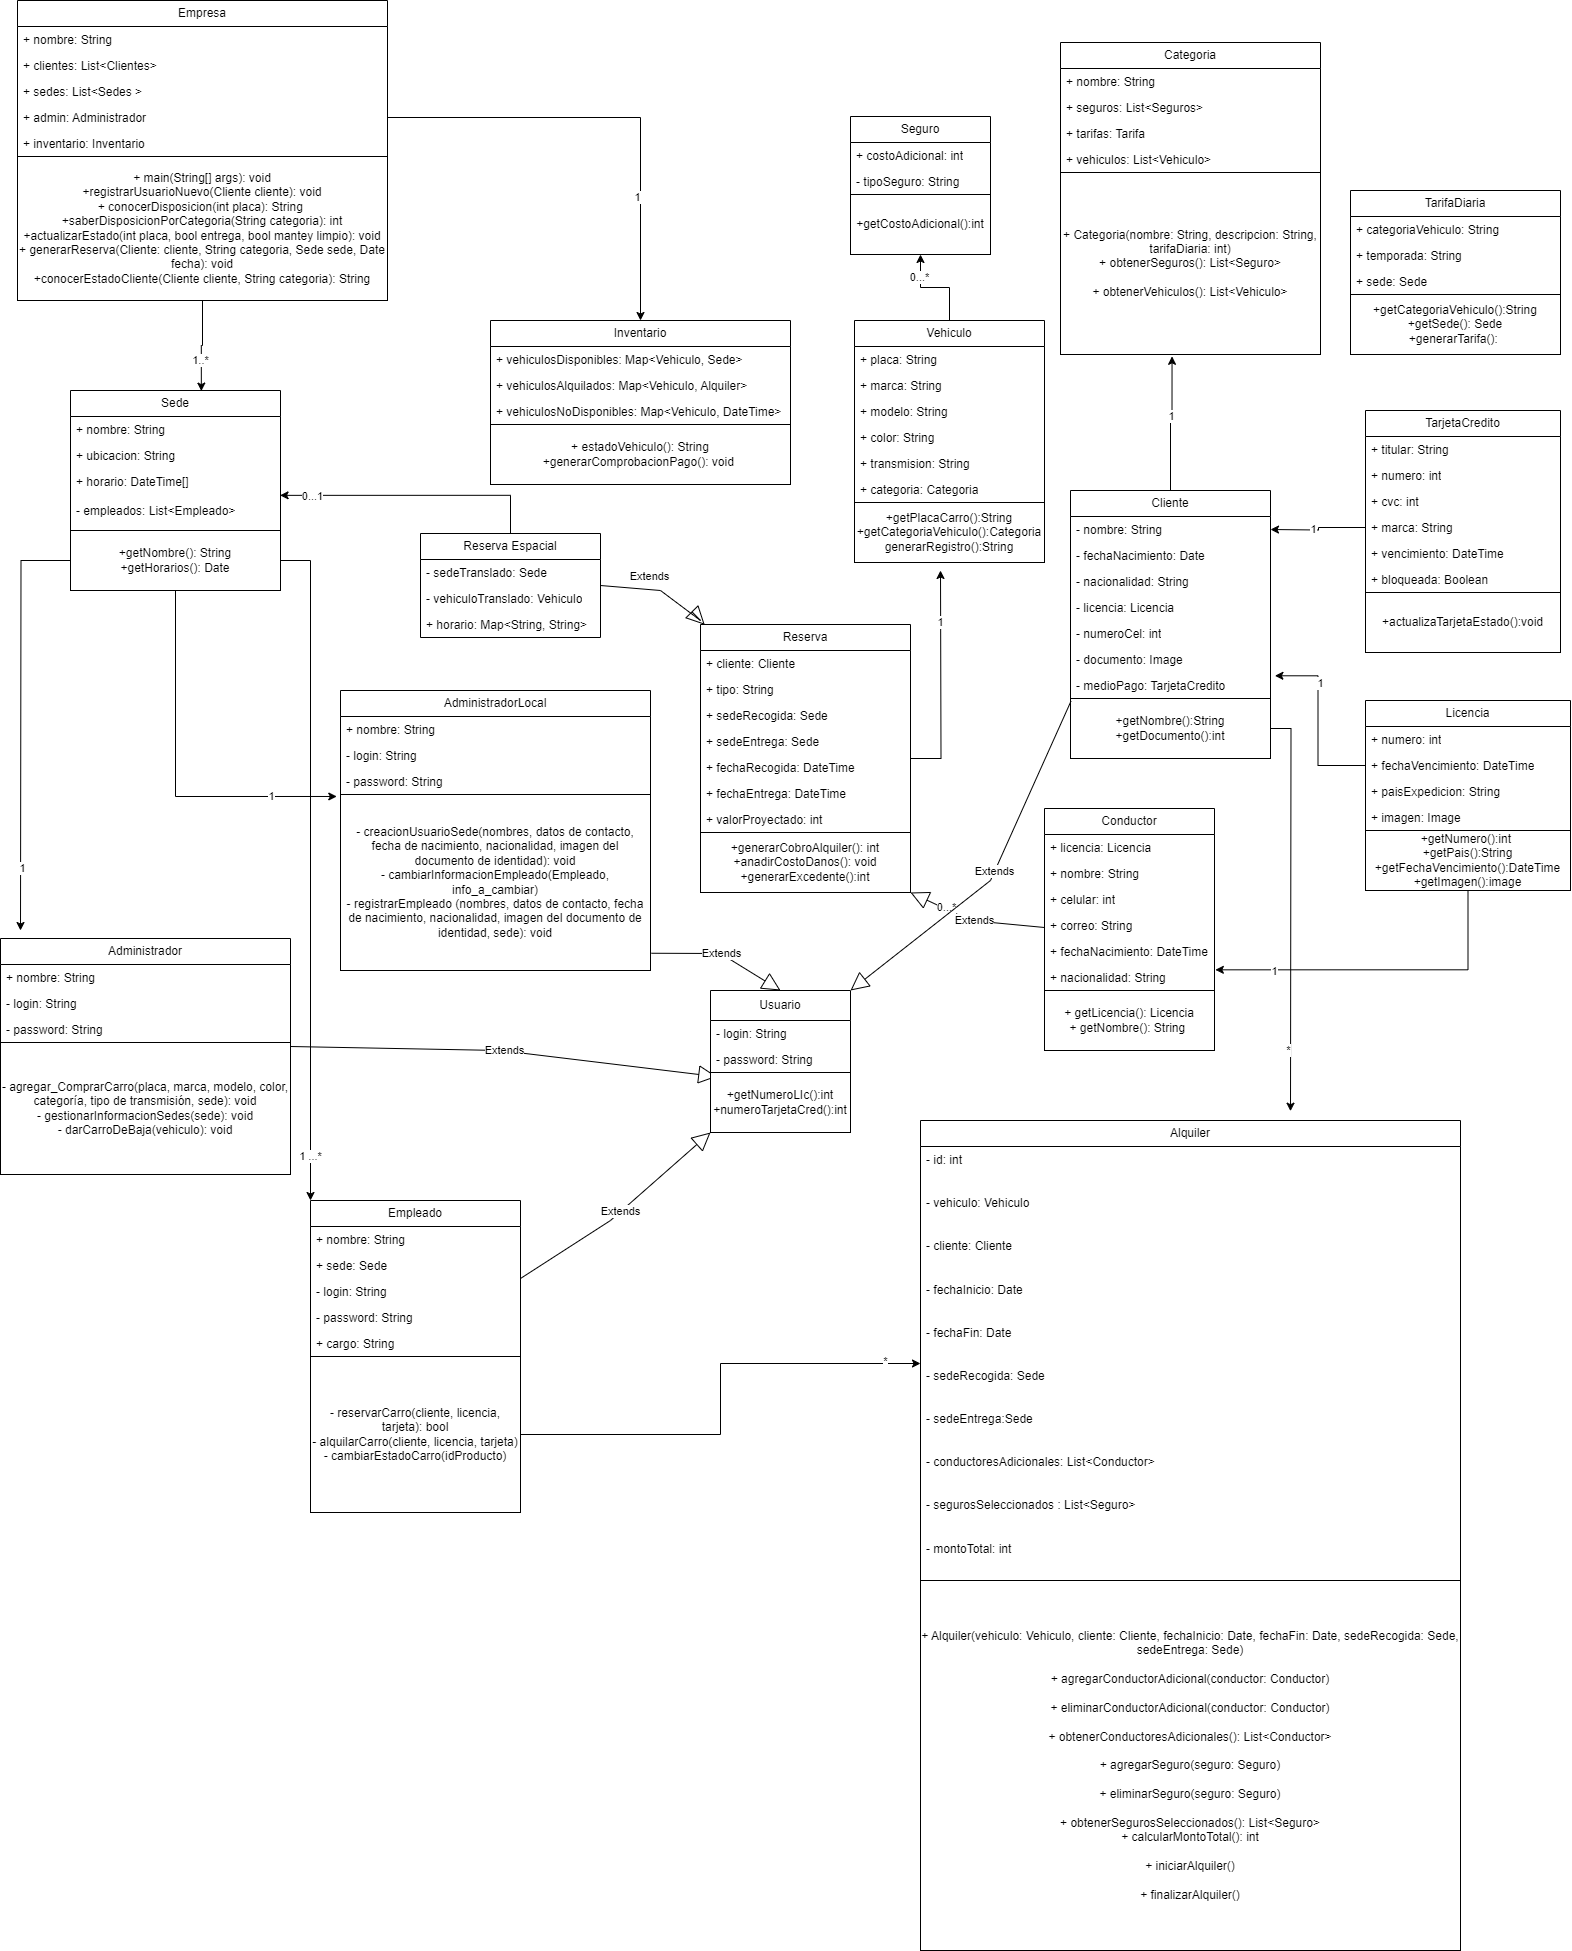 Empresa
+ nombre: String
+ clientes: List<Clientes>
+ sedes: List<Sedes >
+ admin: Administrador
+ inventario: Inventario
+ main(String[] args): void
+registrarUsuarioNuevo(Cliente cliente): void
+ conocerDisposicion(int placa): String
+saberDisposicionPorCategoria(String categoria): int
+actualizarEstado(int placa, bool entrega, bool mantey limpio): void
+ generarReserva(Cliente: cliente, String categoria, Sede sede, Date
fecha): void
+conocerEstadoCliente(Cliente cliente, String categoria): String
1
1..*
Categoria
+ nombre: String
+ seguros: List<Seguros>
+ tarifas: Tarifa
+ vehiculos: List<Vehiculo>
+ Categoria(nombre: String, descripcion: String,
tarifaDiaria: int)
+ obtenerSeguros(): List<Seguro>
+ obtenerVehiculos(): List<Vehiculo>
1
Seguro
+ costoAdicional: int
- tipoSeguro: String
+getCostoAdicional():int
0...*
TarifaDiaria
+ categoriaVehiculo: String
+ temporada: String
+ sede: Sede
+getCategoriaVehiculo():String
+getSede(): Sede
+generarTarifa():
Inventario
+ vehiculosDisponibles: Map<Vehiculo, Sede>
+ vehiculosAlquilados: Map<Vehiculo, Alquiler>
+ vehiculosNoDisponibles: Map<Vehiculo, DateTime>
+ estadoVehiculo(): String
+generarComprobacionPago(): void
Vehiculo
+ placa: String
+ marca: String
+ modelo: String
+ color: String
+ transmision: String
+ categoria: Categoria
+getPlacaCarro():String
+getCategoriaVehiculo():Categoria
generarRegistro():String
1
Sede
+ nombre: String
+ ubicacion: String
+ horario: DateTime[]
- empleados: List<Empleado>
+getNombre(): String
+getHorarios(): Date
0...1
1
1
1 ...*
TarjetaCredito
+ titular: String
+ numero: int
+ cvc: int
+ marca: String
+ vencimiento: DateTime
+ bloqueada: Boolean
+actualizaTarjetaEstado():void
1
Cliente
- nombre: String
- fechaNacimiento: Date
- nacionalidad: String
- licencia: Licencia
- numeroCel: int
- documento: Image
- medioPago: TarjetaCredito
+getNombre():String
+getDocumento():int
Extends
*
Reserva Espacial
- sedeTranslado: Sede
- vehiculoTranslado: Vehiculo
+ horario: Map<String, String>
Extends
Reserva
+ cliente: Cliente
+ tipo: String
+ sedeRecogida: Sede
+ sedeEntrega: Sede
+ fechaRecogida: DateTime
+ fechaEntrega: DateTime
+ valorProyectado: int
+generarCobroAlquiler(): int
+anadirCostoDanos(): void
+generarExcedente():int
0...*
Extends
AdministradorLocal
+ nombre: String
- login: String
- password: String
- creacionUsuarioSede(nombres, datos de contacto,
fecha de nacimiento, nacionalidad, imagen del
documento de identidad): void
- cambiarInformacionEmpleado(Empleado,
info_a_cambiar)
- registrarEmpleado (nombres, datos de contacto, fecha
de nacimiento, nacionalidad, imagen del documento de
identidad, sede): void
Extends
Licencia
+ numero: int
+ fechaVencimiento: DateTime
+ paisExpedicion: String
+ imagen: Image
+getNumero():int
+getPais():String
+getFechaVencimiento():DateTime
+getImagen():image
1
1
Conductor
+ licencia: Licencia
+ nombre: String
+ celular: int
+ correo: String
+ fechaNacimiento: DateTime
+ nacionalidad: String
+ getLicencia(): Licencia
+ getNombre(): String
Administrador
+ nombre: String
- login: String
- password: String
- agregar_ComprarCarro(placa, marca, modelo, color,
categoría, tipo de transmisión, sede): void
- gestionarInformacionSedes(sede): void
- darCarroDeBaja(vehiculo): void
Extends
Usuario
- login: String
- password: String
+getNumeroLIc():int
+numeroTarjetaCred():int
Empleado
+ nombre: String
+ sede: Sede
- login: String
- password: String
+ cargo: String
- reservarCarro(cliente, licencia,
tarjeta): bool
- alquilarCarro(cliente, licencia, tarjeta)
- cambiarEstadoCarro(idProducto)
Extends
*
Alquiler
- id: int
- vehiculo: Vehiculo
- cliente: Cliente
- fechaInicio: Date
- fechaFin: Date
- sedeRecogida: Sede
- sedeEntrega:Sede
- conductoresAdicionales: List<Conductor>
- segurosSeleccionados : List<Seguro>
- montoTotal: int
+ Alquiler(vehiculo: Vehiculo, cliente: Cliente, fechaInicio: Date, fechaFin: Date, sedeRecogida: Sede,
sedeEntrega: Sede)
+ agregarConductorAdicional(conductor: Conductor)
+ eliminarConductorAdicional(conductor: Conductor)
+ obtenerConductoresAdicionales(): List<Conductor>
+ agregarSeguro(seguro: Seguro)
+ eliminarSeguro(seguro: Seguro)
+ obtenerSegurosSeleccionados(): List<Seguro>
+ calcularMontoTotal(): int
+ iniciarAlquiler()
+ finalizarAlquiler()